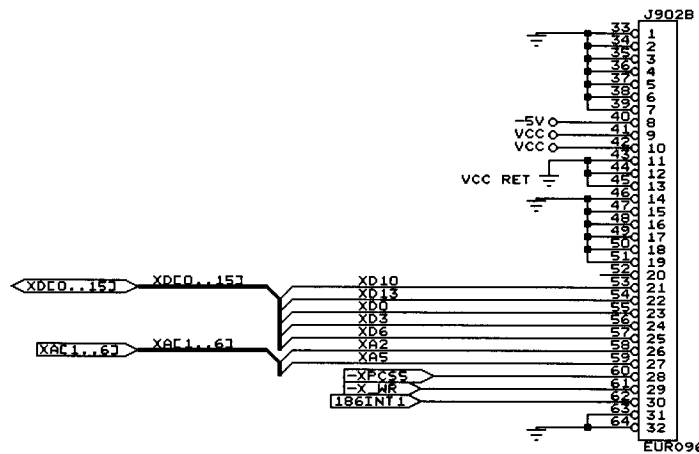 J902B
33 1
34 2
35 3
36 4
37 5
38 6
39 7
-5V 40 8
VCC 41 9
VCC 42 10
43 11
44 12
VCC RET 45 13
46 14
47 15
48 16
49 17
50 18
51 19
52 20
XD[0..15] XD[0..15] XD10 53 21
XD13 54 22
XD0 55 23
XD3 56 24
XD6 57 25
XA[1..6] XA[1..6] XA2 58 26
XA5 59 27
-XPCS5 60 28
-X_WR 61 29
186INT1 62 30
63 31
64 32
EURO96